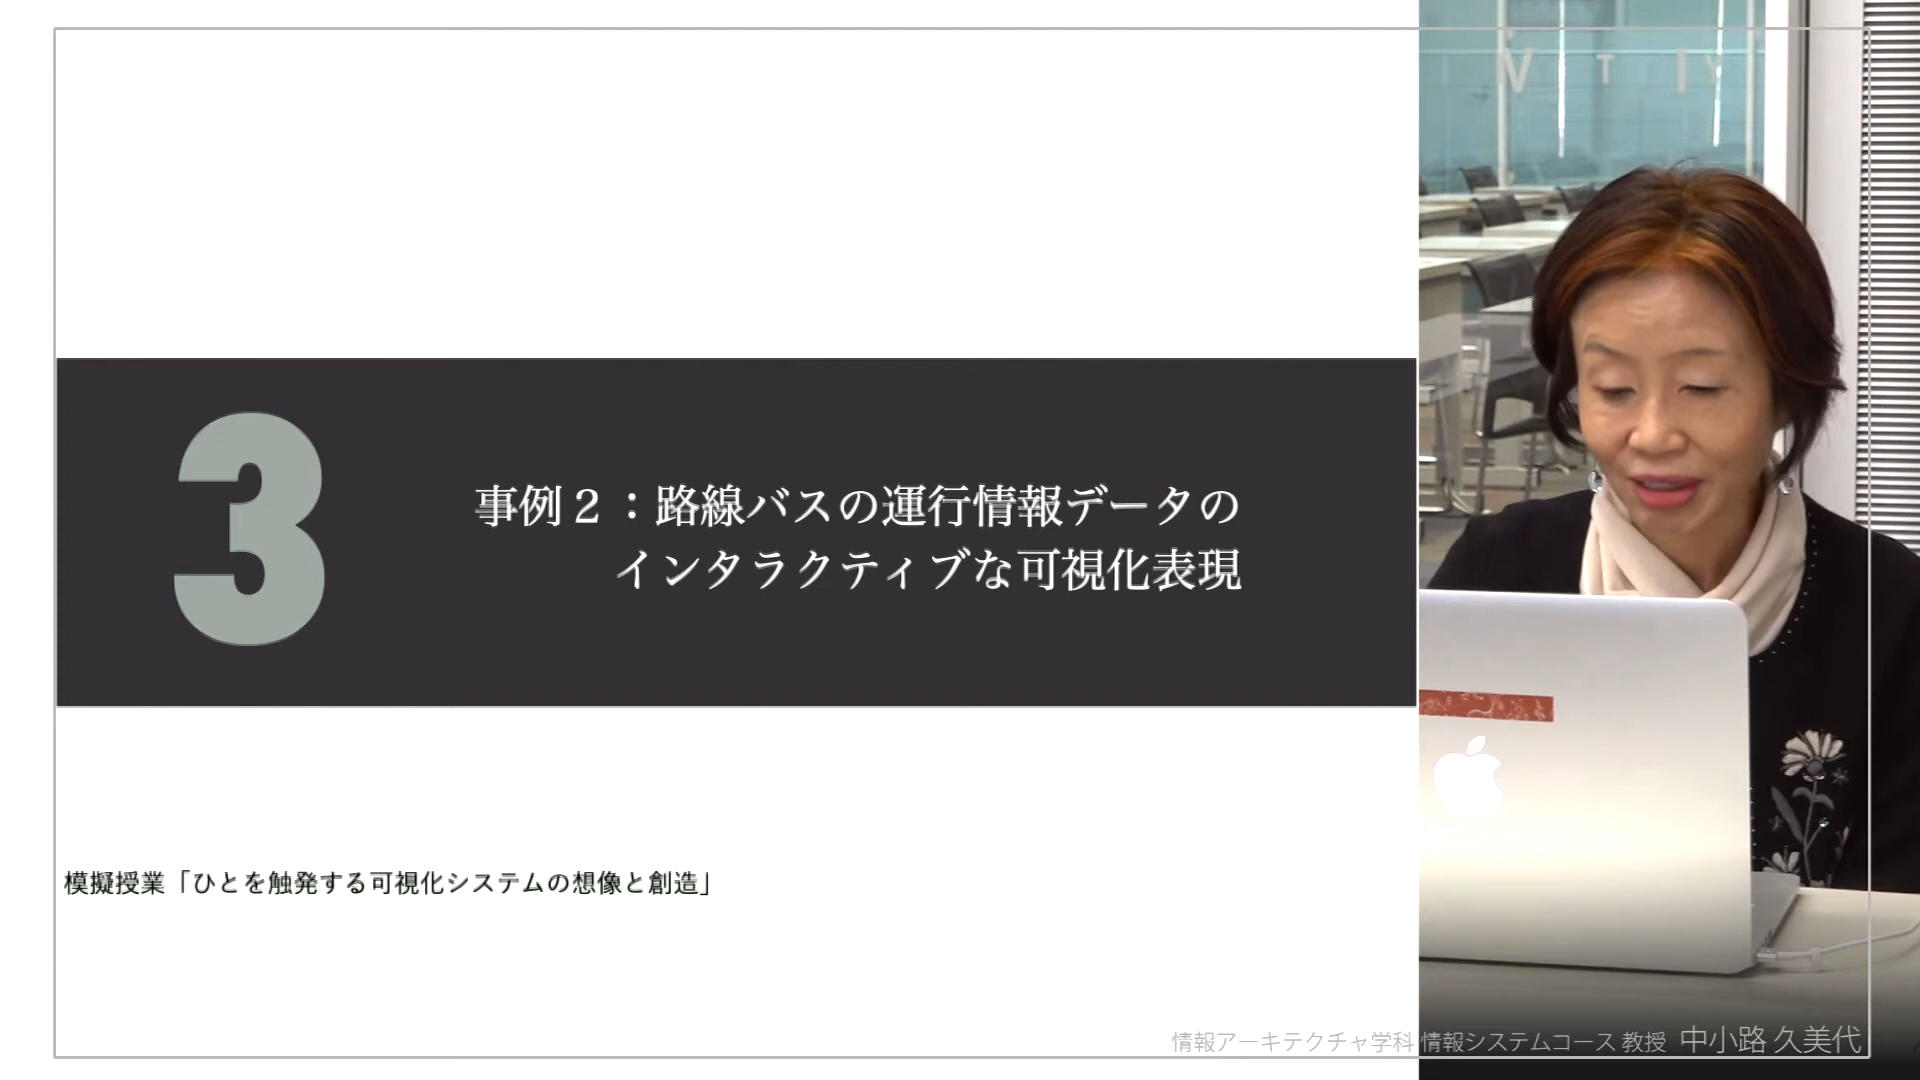 V I T Y
3
事例２：路線バスの運行情報データの
インタラクティブな可視化表現
模擬授業「ひとを触発する可視化システムの想像と創造」
情報アーキテクチャ学科 情報システムコース 教授 中小路 久美代